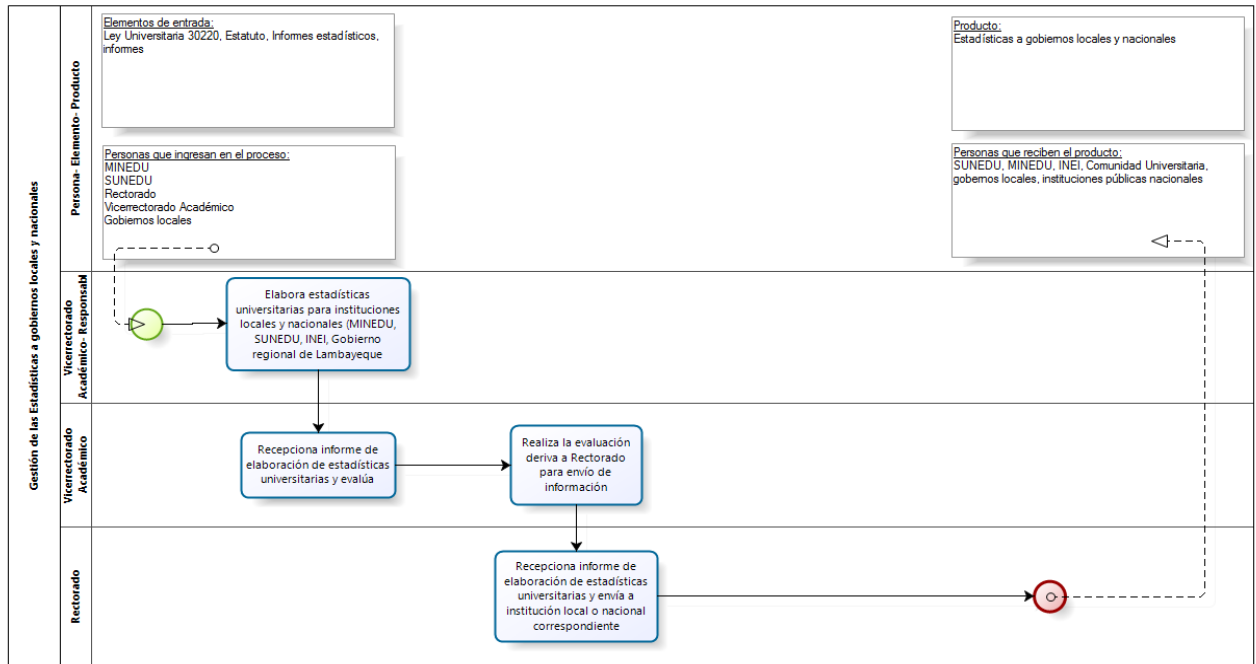 Gestión de las Estadísticas a gobiernos locales y nacionales
Persona- Elemento- Producto
Elementos de entrada:
Ley Universitaria 30220, Estatuto, Informes estadísticos,
informes
Producto:
Estadísticas a gobiernos locales y nacionales
Personas que ingresan en el proceso:
MINEDU
SUNEDU
Rectorado
Vicerrectorado Académico
Gobiernos locales
Personas que reciben el producto:
SUNEDU, MINEDU, INEI, Comunidad Universitaria,
gobernos locales, instituciones públicas nacionales
Vicerrectorado
Académico- Responsabl
Elabora estadísticas
universitarias para instituciones
locales y nacionales (MINEDU,
SUNEDU, INEI, Gobierno
regional de Lambayeque
Vicerrectorado
Académico
Recepciona informe de
elaboración de estadísticas
universitarias y evalúa
Realiza la evaluación
deriva a Rectorado
para envío de
información
Rectorado
Recepciona informe de
elaboración de estadísticas
universitarias y envía a
institución local o nacional
correspondiente